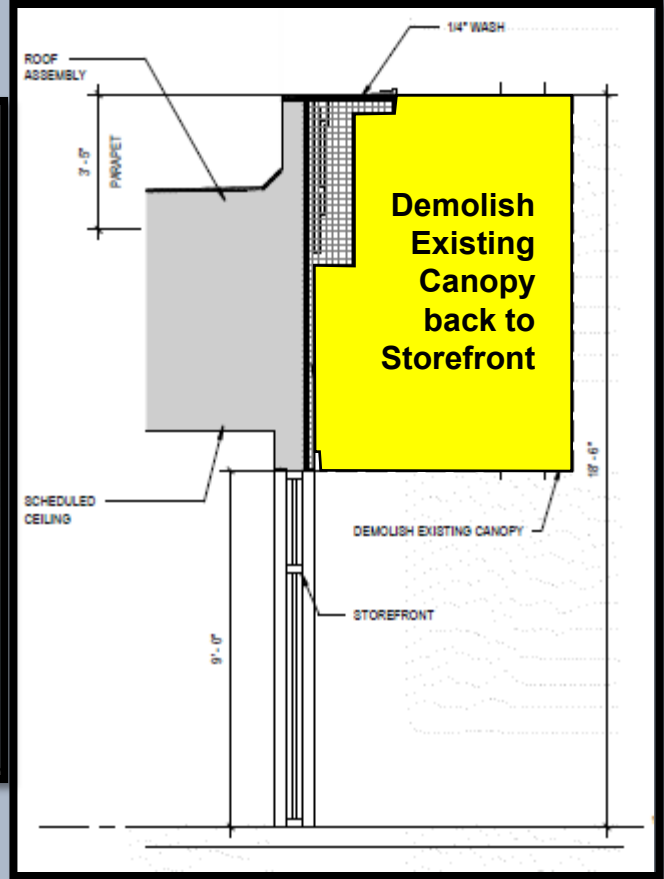 1/4" WASH
ROOF
ASSEMBLY
3' - 5"
PARAPET
Demolish
Existing
Canopy
back to
Storefront
18' - 6"
SCHEDULED
CEILING
DEMOLISH EXISTING CANOPY
STOREFRONT
9' - 0"